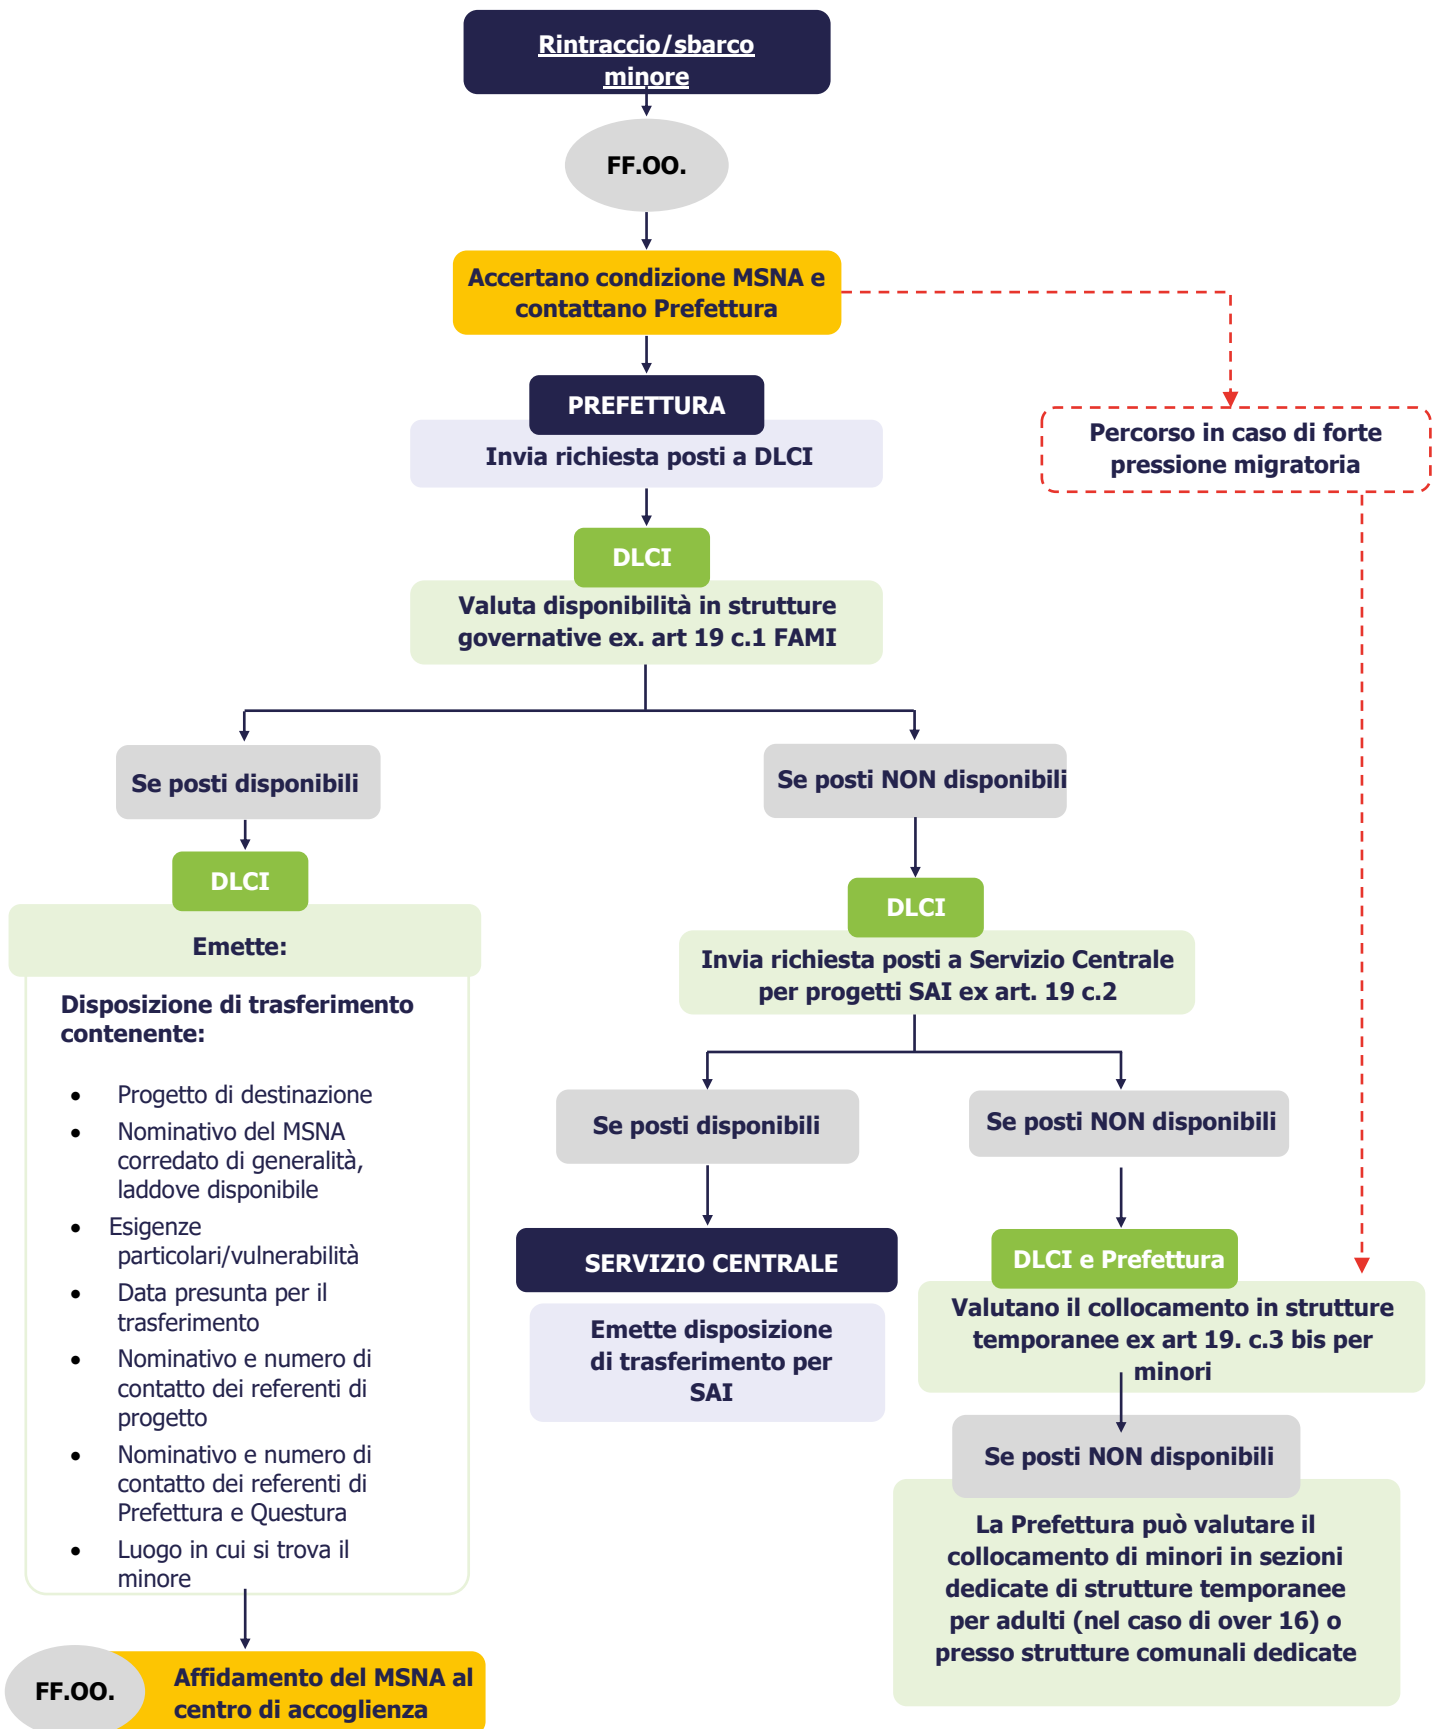 Rintraccio/sbarco
minore
FF.OO.
Accertano condizione MSNA e
contattano Prefettura
PREFETTURA
Invia richiesta posti a DLCI
Percorso in caso di forte
pressione migratoria
DLCI
Valuta disponibilità in strutture
governative ex. art 19 c.1 FAMI
Se posti disponibili
Se posti NON disponibili
DLCI
Emette:
Disposizione di trasferimento
contenente:
• Progetto di destinazione
• Nominativo del MSNA
corredato di generalità,
laddove disponibile
• Esigenze
particolari/vulnerabilità
• Data presunta per il
trasferimento
• Nominativo e numero di
contatto dei referenti di
progetto
• Nominativo e numero di
contatto dei referenti di
Prefettura e Questura
• Luogo in cui si trova il
minore
FF.OO.
Affidamento del MSNA al
centro di accoglienza
DLCI
Invia richiesta posti a Servizio Centrale
per progetti SAI ex art. 19 c.2
Se posti disponibili
SERVIZIO CENTRALE
Emette disposizione
di trasferimento per
SAI
Se posti NON disponibili
DLCI e Prefettura
Valutano il collocamento in strutture
temporanee ex art 19. c.3 bis per
minori
Se posti NON disponibili
La Prefettura può valutare il
collocamento di minori in sezioni
dedicate di strutture temporanee
per adulti (nel caso di over 16) o
presso strutture comunali dedicate